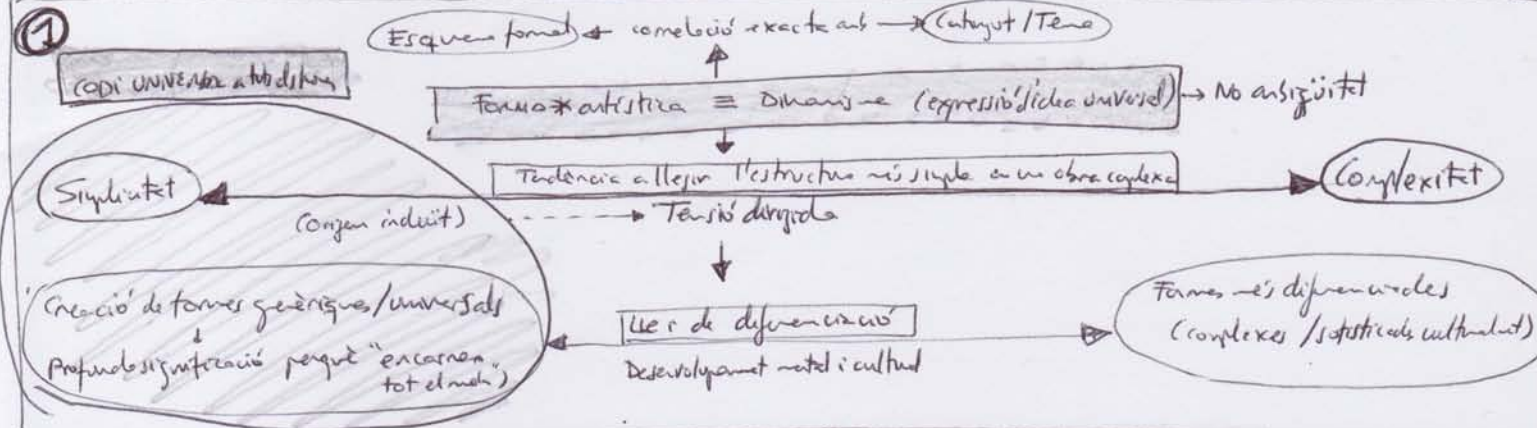 1
Esquema formal correlació exacta amb Contingut / Tema
CODI UNIVERSAL
Forma* artística ≡ Dinamisme (expressió idea universal) → No ambigüitat
Tendència a llegir l'estructura més simple en una obra complexa
Simplicitat
Complexitat
(origen induït) Tensió dirigida
Creació de formes genèriques/universals
Profunda significació perquè "encarnen
tot el món")
Llei de diferenciació
Desenvolupament mental i cultural
Formes més diferenciades
(complexes / sofisticades culturalment)